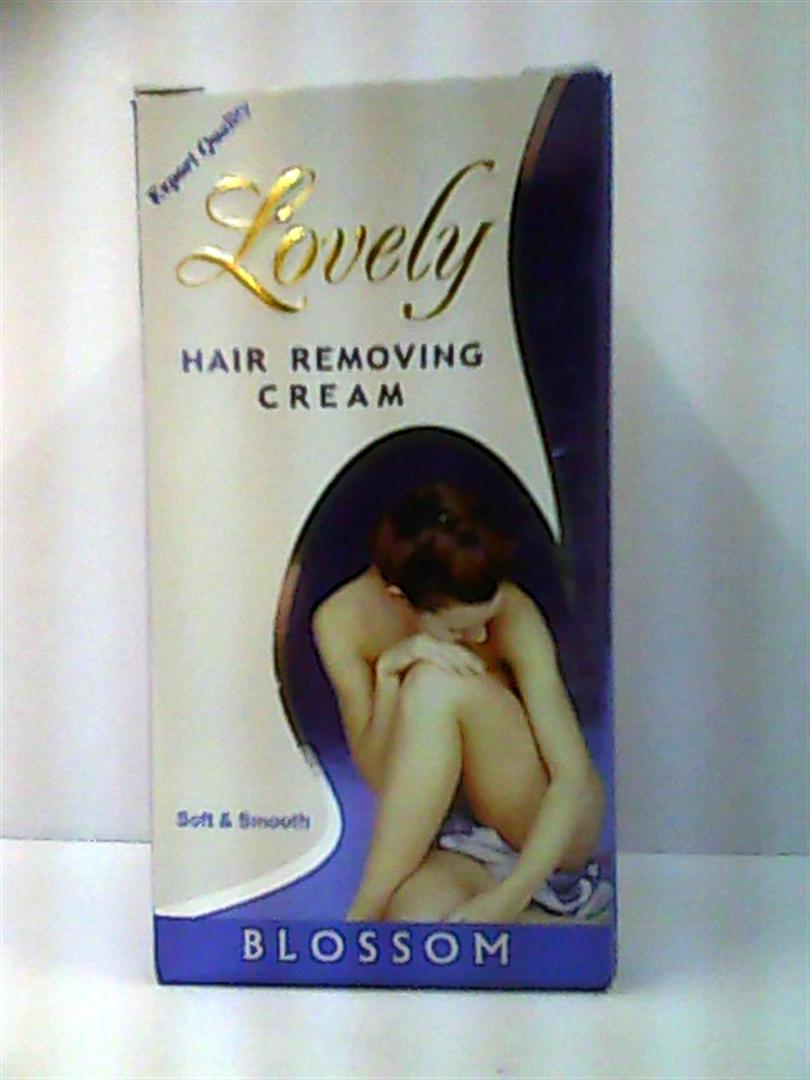 Export Quality
Lovely
HAIR REMOVING
CREAM
Soft & Smooth
BLOSSOM